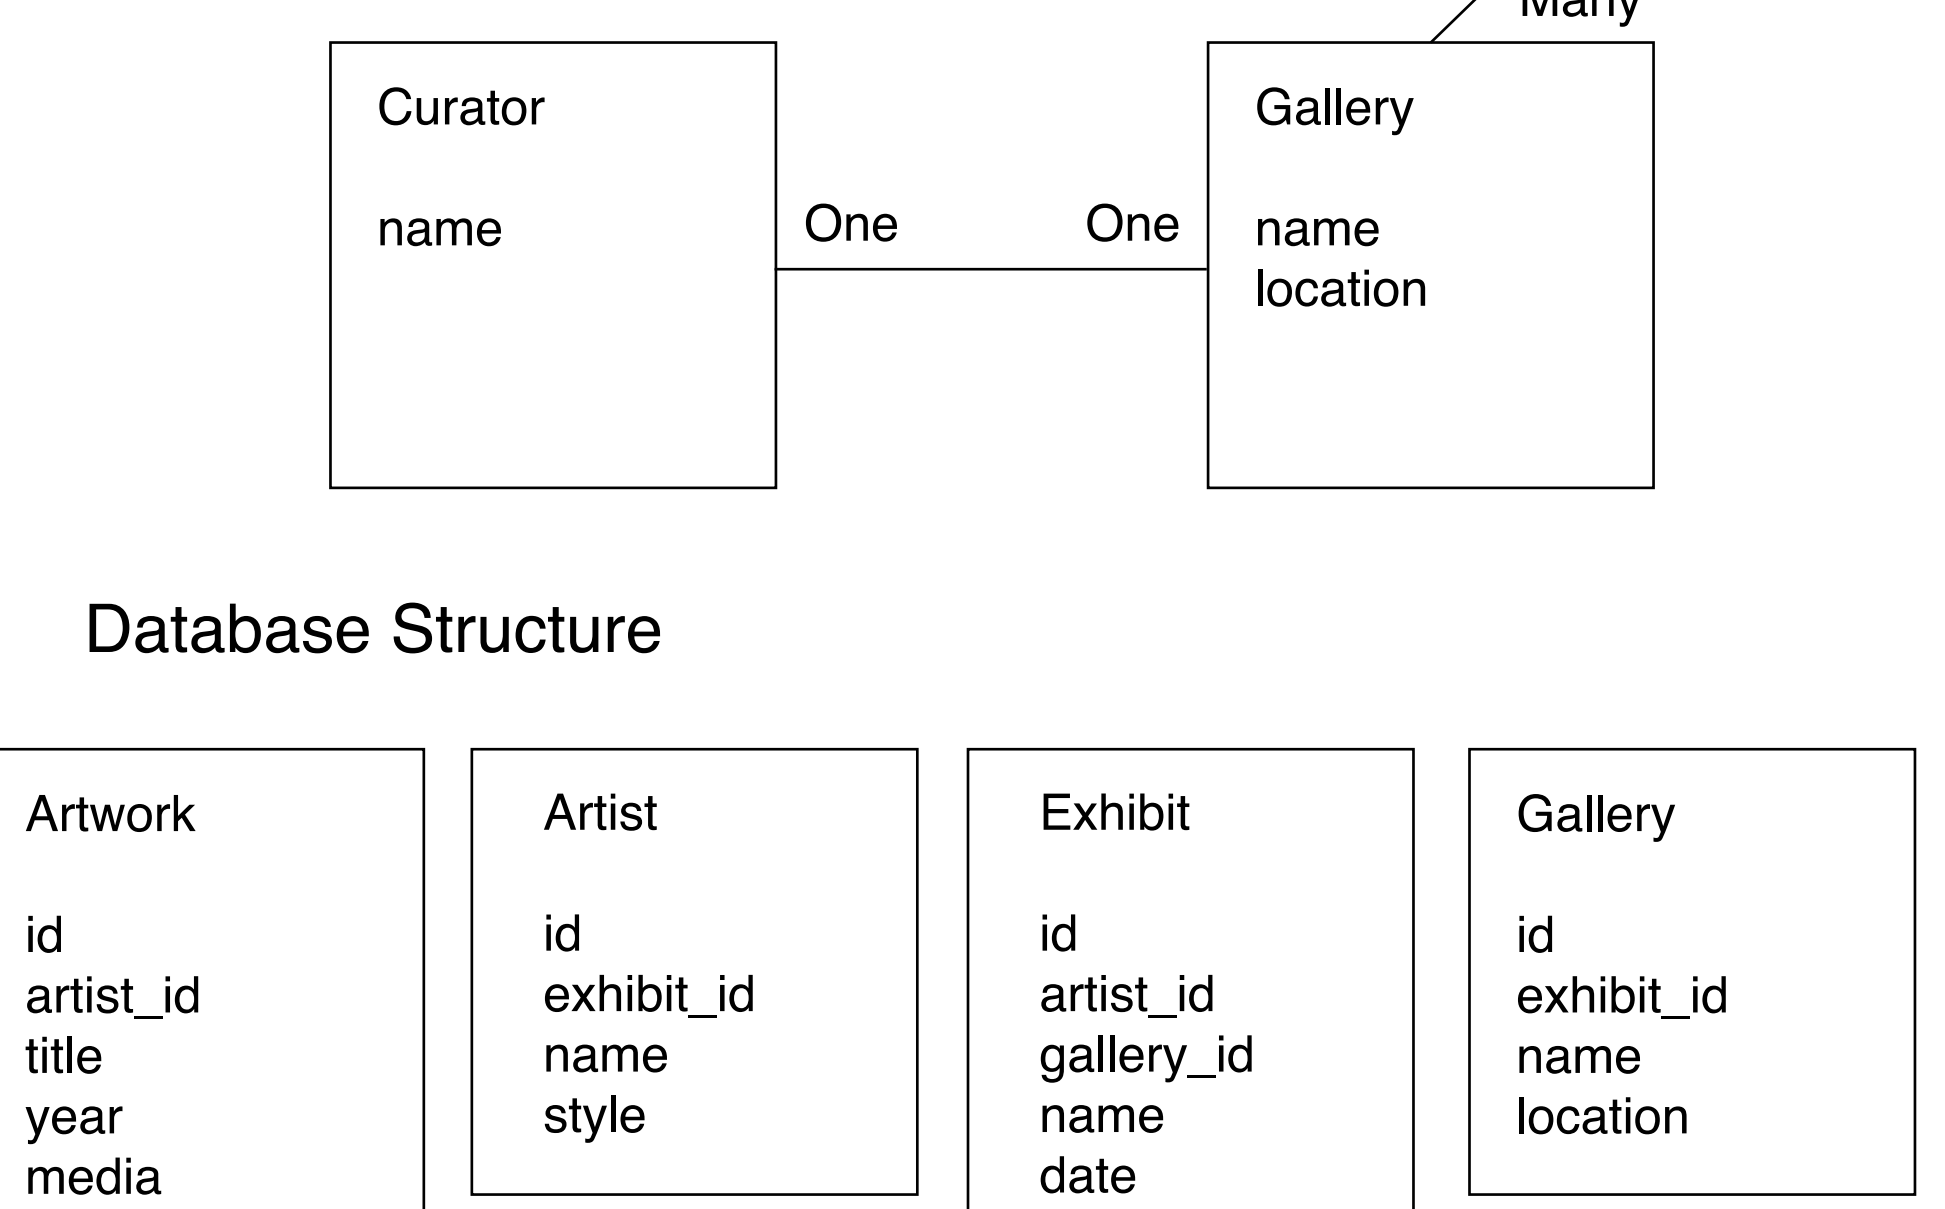 Many
Curator
name
One
One
Gallery
name
location
Database Structure
Artwork
id
artist_id
title
year
media
Artist
id
exhibit_id
name
style
Exhibit
id
artist_id
gallery_id
name
date
Gallery
id
exhibit_id
name
location